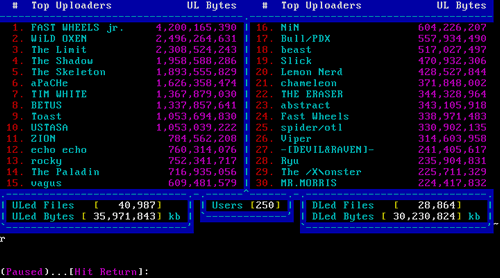 # Top Uploaders UL Bytes # Top Uploaders UL Bytes
1. FAST WHEELS jr. 4,200,165,390 16. NiN 604,226,207
2. WiLD OXEN 2,496,264,631 17. Bull/PDX 557,934,490
3. The Limit 2,308,524,243 18. beast 517,027,497
4. The Shadow 1,958,588,286 19. Slick 470,932,306
5. The Skeleton 1,893,555,829 20. Lemon Nerd 428,527,844
6. aPaCHe 1,626,358,474 21. chameleon 371,848,002
7. TIM WHITE 1,367,879,030 22. THE ERASER 344,328,964
8. BETUS 1,337,857,641 23. abstract 343,105,918
9. Toast 1,053,694,830 24. Fast Wheels 338,971,483
10. USTASA 1,053,039,222 25. spider/otl 330,902,135
11. ZION 784,562,208 26. Viper 314,603,958
12. echo echo 760,314,076 27. -[DEVIL&RAVEN]- 241,405,617
13. rocky 752,341,717 28. Ryu 235,904,831
14. The Paladin 716,935,056 29. The /X\onster 225,711,329
15. vagus 609,481,579 30. MR.MORRIS 224,417,832
ULed Files [ 40,987] Users [250] DLed Files [ 28,864]
ULed Bytes [ 35,971,843] kb DLed Bytes [ 30,230,824] kb
~
r
(Paused)...[Hit Return]: